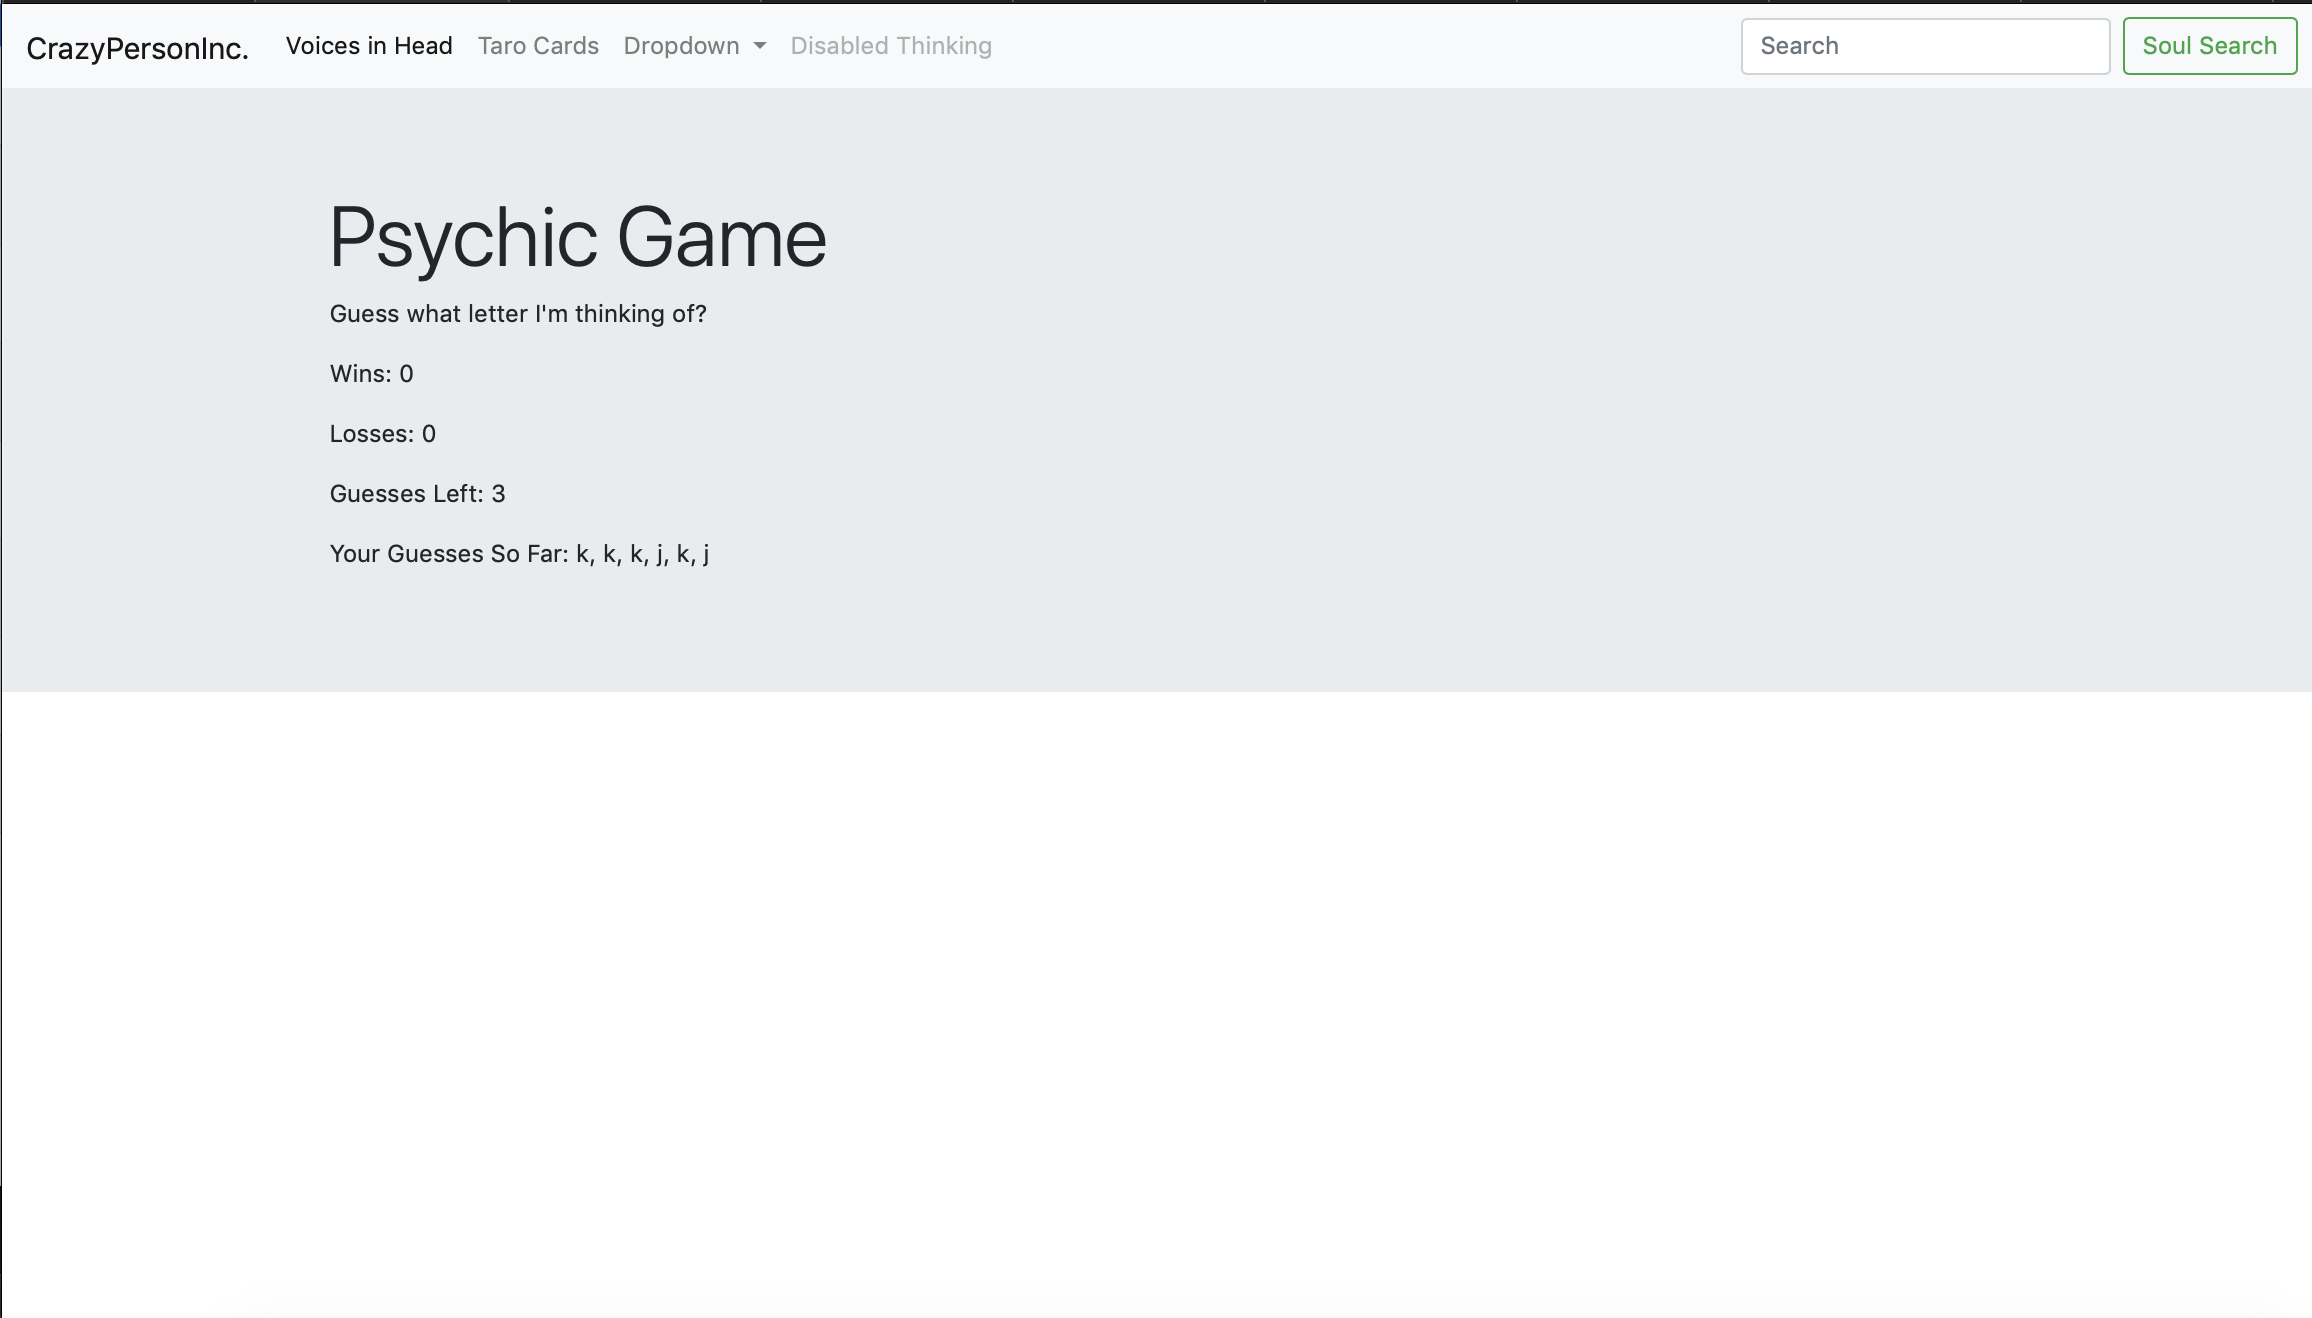 CrazyPersonInc. Voices in Head Taro Cards Dropdown Disabled Thinking Search Soul Search
Psychic Game
Guess what letter I'm thinking of?
Wins: 0
Losses: 0
Guesses Left: 3
Your Guesses So Far: k, k, k, j, k, j